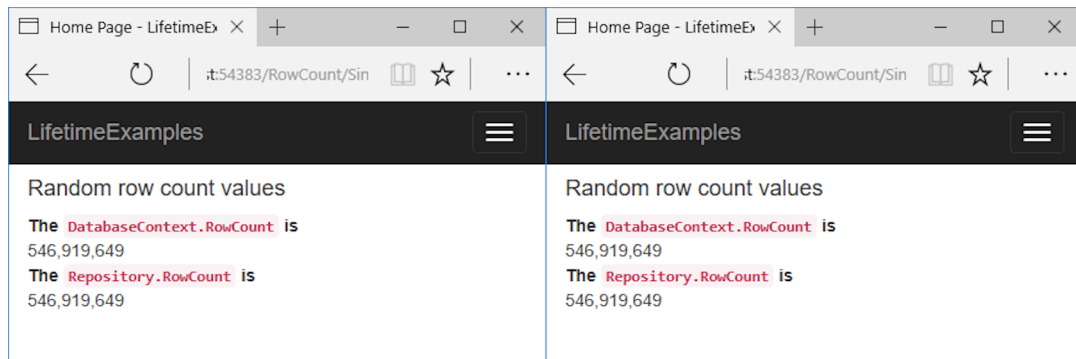 Home Page - LifetimeEx
:t:54383/RowCount/Sin
LifetimeExamples
Random row count values
The DatabaseContext.RowCount is
546,919,649
The Repository.RowCount is
546,919,649
Home Page - LifetimeEx
:t:54383/RowCount/Sin
LifetimeExamples
Random row count values
The DatabaseContext.RowCount is
546,919,649
The Repository.RowCount is
546,919,649